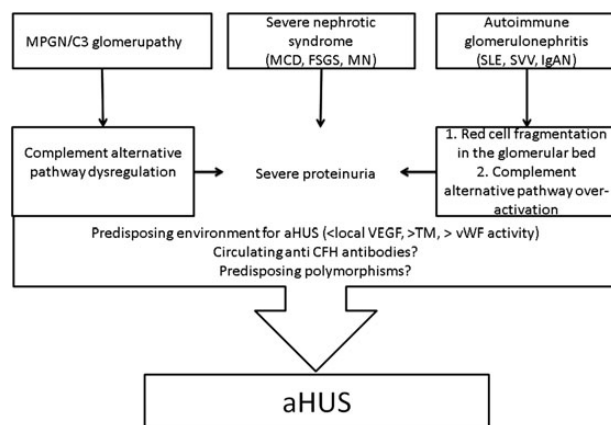 MPGN/C3 glomerupathy
Severe nephrotic
syndrome
(MCD, FSGS, MN)
Autoimmune
glomerulonephritis
(SLE, SVV, IgAN)
Complement alternative
pathway dysregulation
Severe proteinuria
1. Red cell fragmentation
in the glomerular bed
2. Complement
alternative pathway over-
activation
Predisposing environment for aHUS (<local VEGF, >TM, > vWF activity)
Circulating anti CFH antibodies?
Predisposing polymorphisms?
aHUS